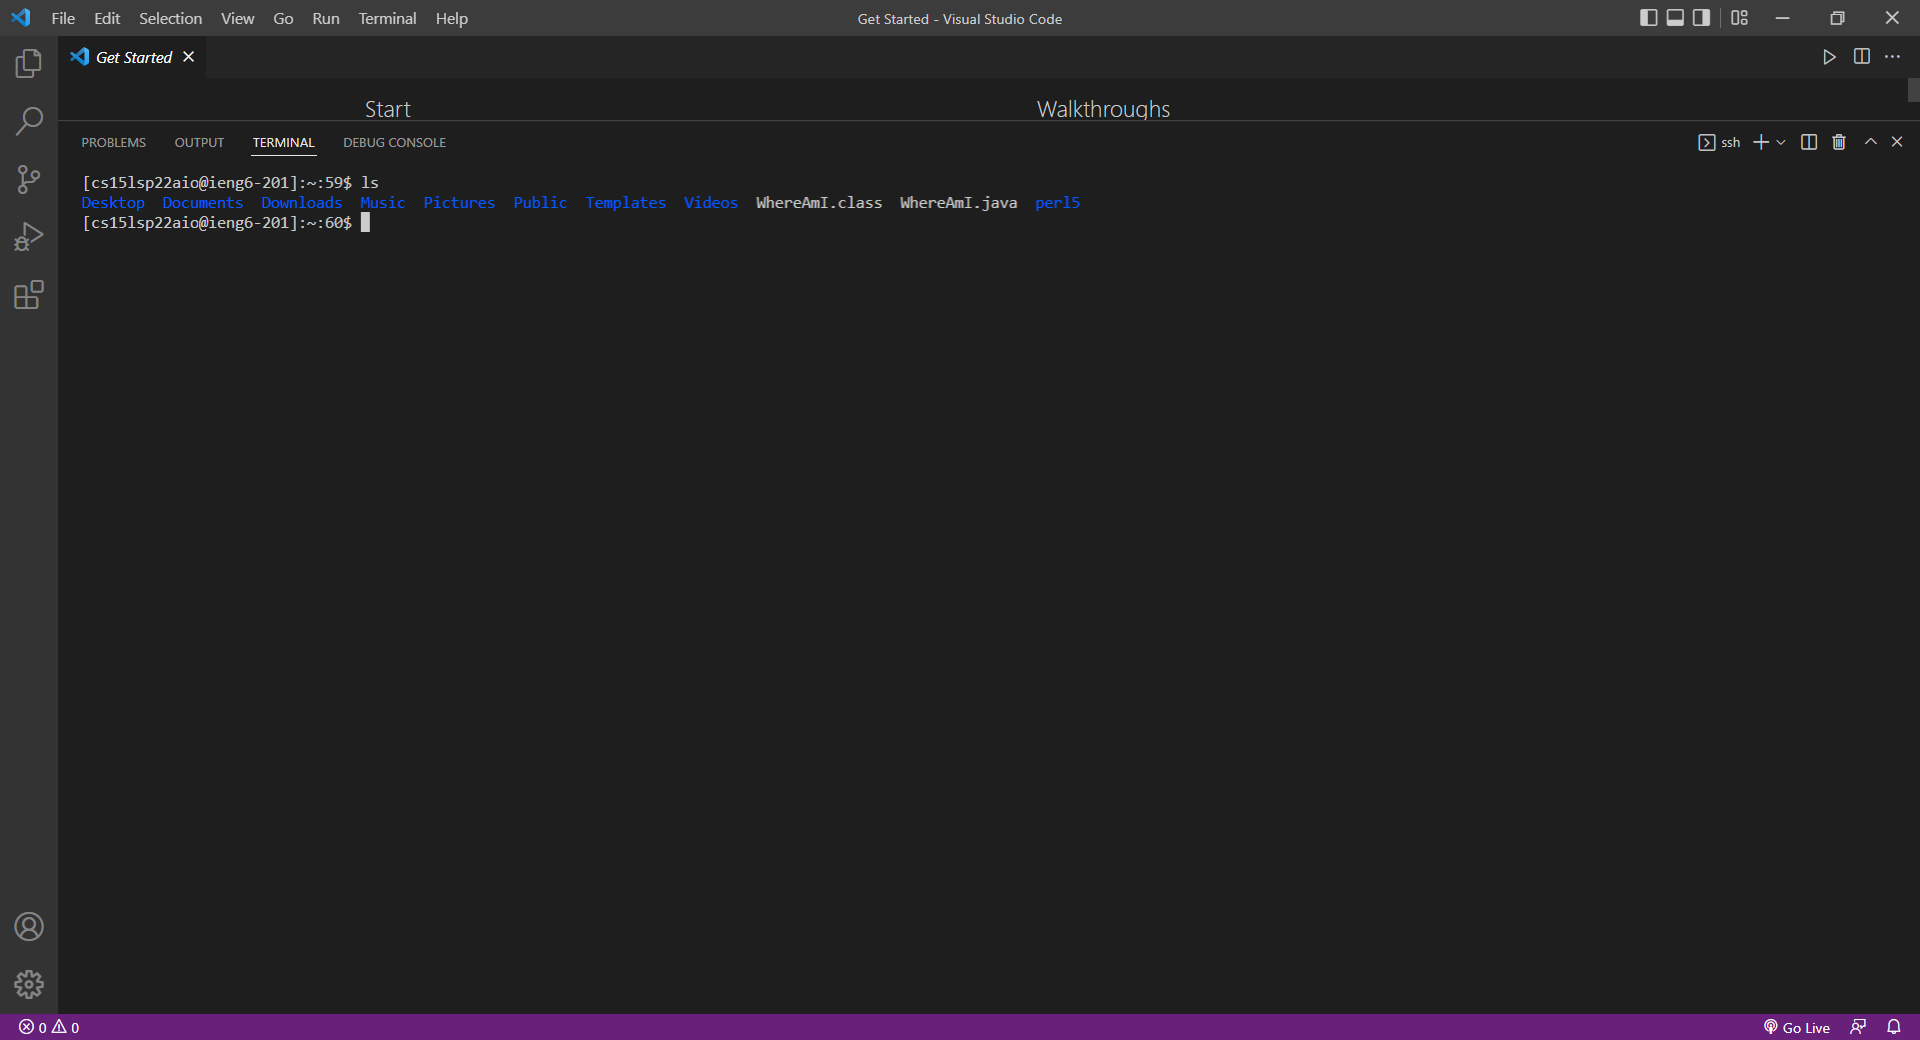 File Edit Selection View Go Run Terminal Help Get Started - Visual Studio Code
Get Started
Start Walkthroughs
PROBLEMS OUTPUT TERMINAL DEBUG CONSOLE ssh
[cs15lsp22aio@ieng6-201]:~:59$ ls
Desktop Documents Downloads Music Pictures Public Templates Videos WhereAmI.class WhereAmI.java perl5
[cs15lsp22aio@ieng6-201]:~:60$
0 0 Go Live